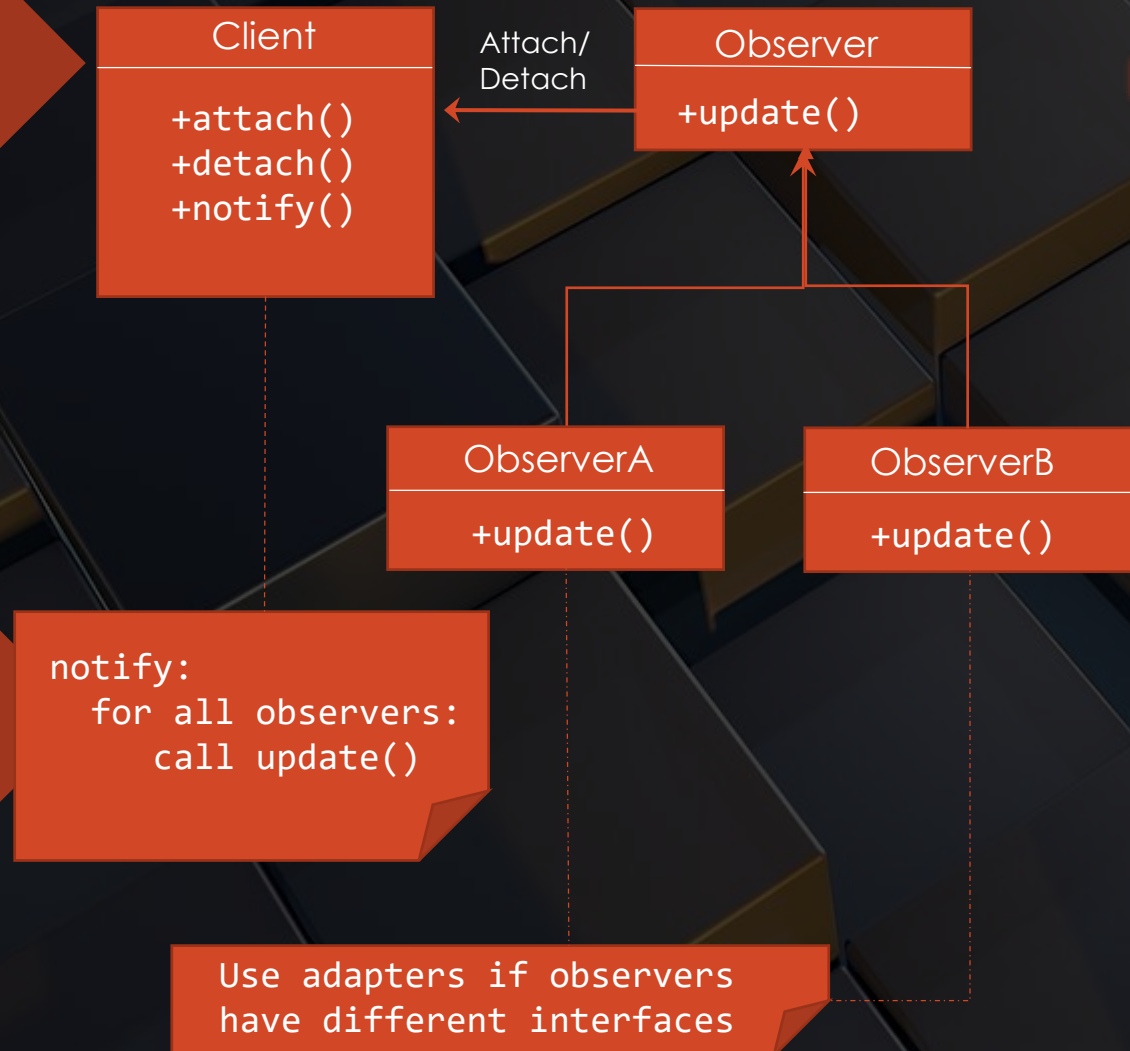 Client
+attach()
+detach()
+notify()
Attach/
Detach
Observer
+update()
ObserverA
+update()
ObserverB
+update()
notify:
for all observers:
call update()
Use adapters if observers
have different interfaces